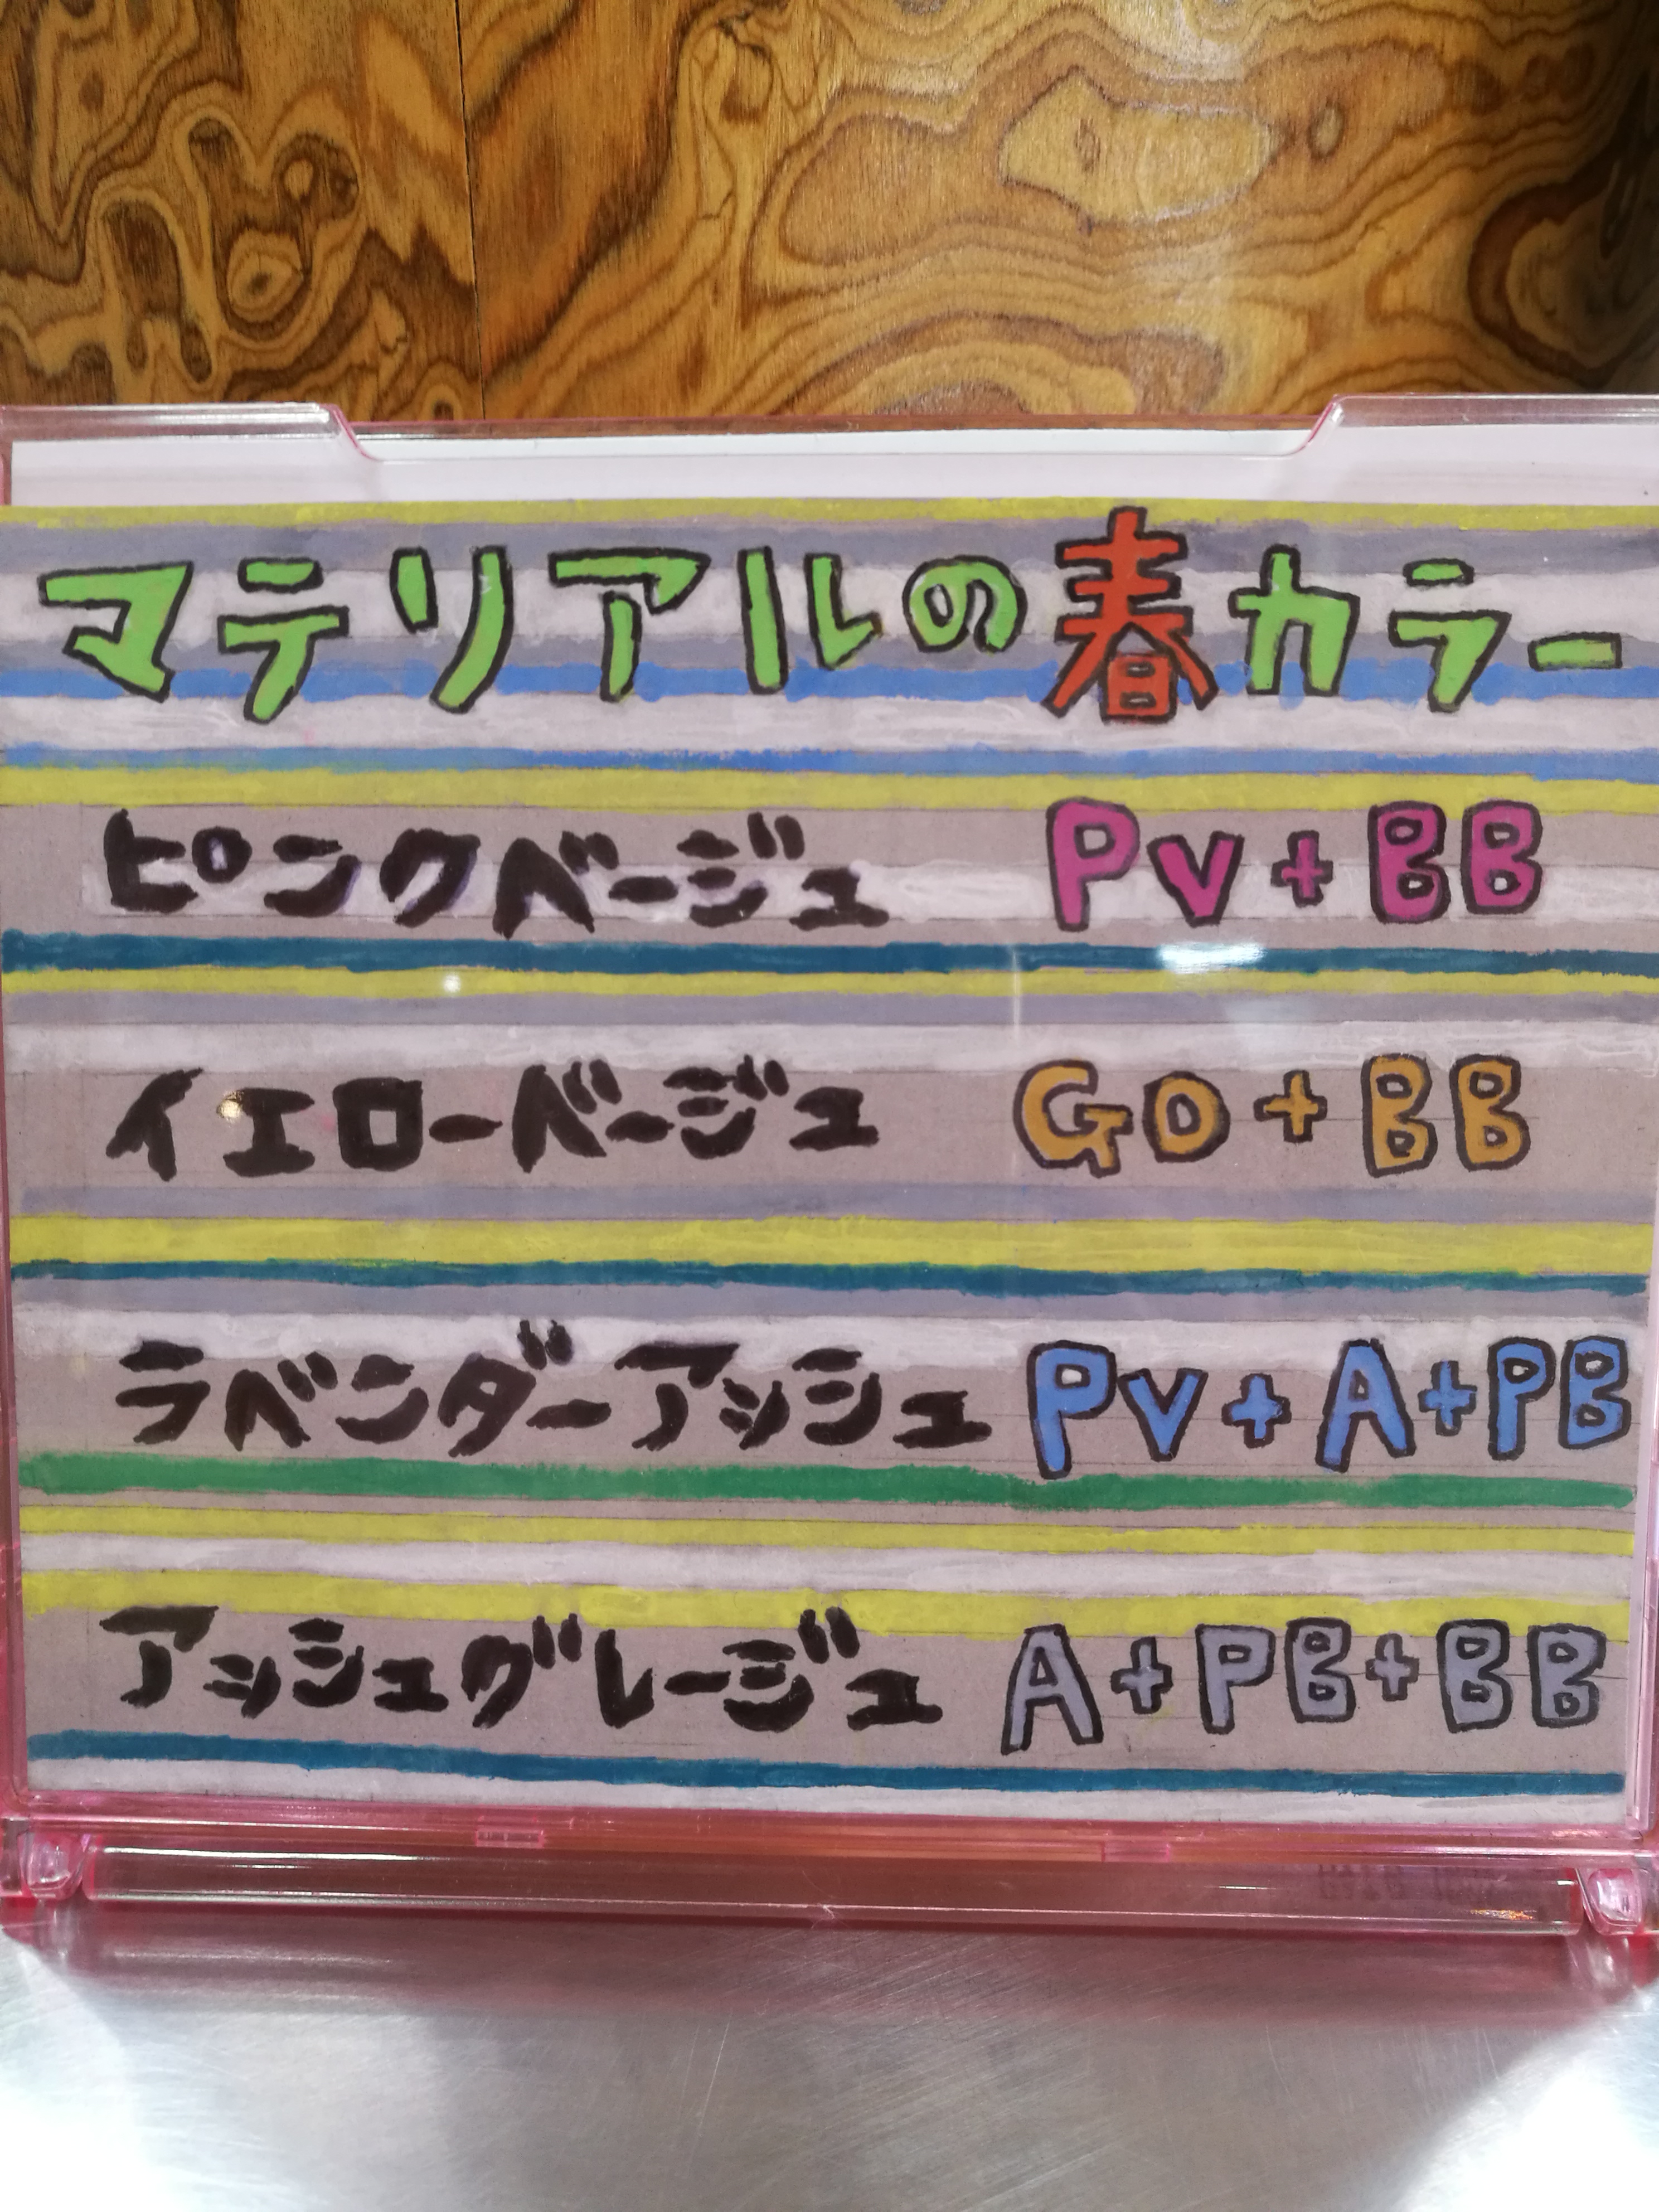 マテリアルの春カラー
ピンクベージュ PV+BB
イエローベージュ GO+BB
ラベンダーアッシュ PV+A+PB
アッシュグレージュ A+PB+BB